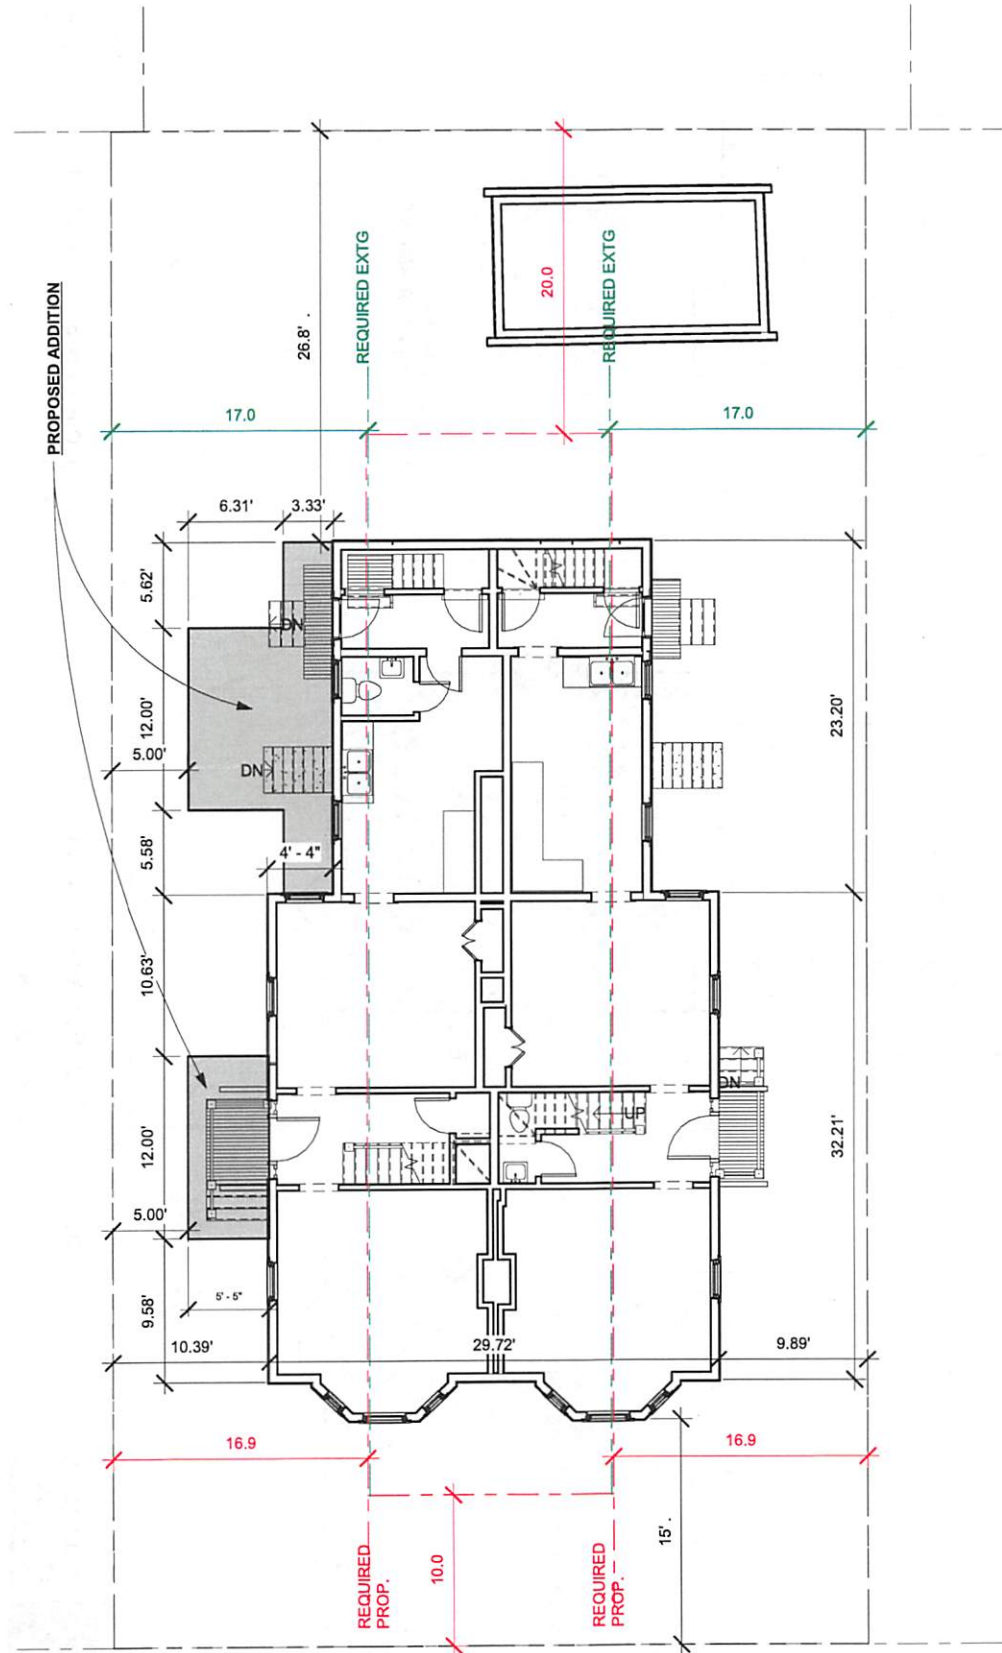 20.0
REQUIRED EXTG
REQUIRED EXTG
PROPOSED ADDITION
26.8' .
17.0
17.0
6.31'
3.33'
5.62'
DN
12.00'
23.20'
5.00'
DN
5.58'
4' - 4"
10.63'
DN
UP
12.00'
32.21'
5.00'
9.58'
5' - 5"
10.39'
29.72'
9.89'
16.9
16.9
15' .
10.0
REQUIRED
PROP.
REQUIRED
PROP.